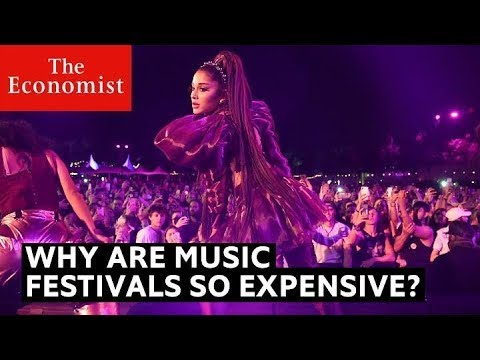 The
Economist
WHY ARE MUSIC
FESTIVALS SO EXPENSIVE?